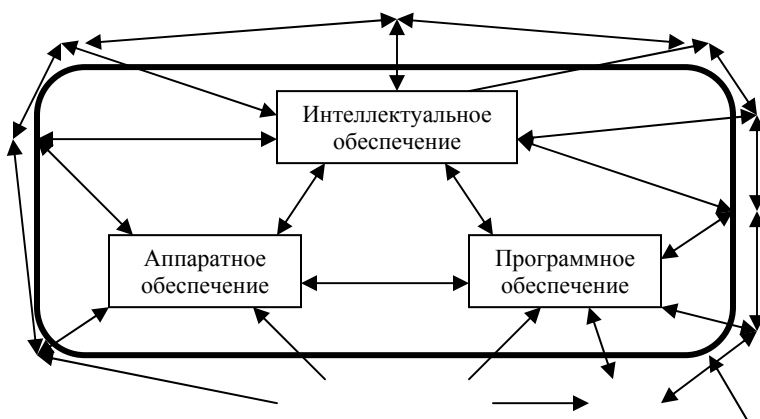 Интеллектуальное
обеспечение
Аппаратное
обеспечение
Программное
обеспечение